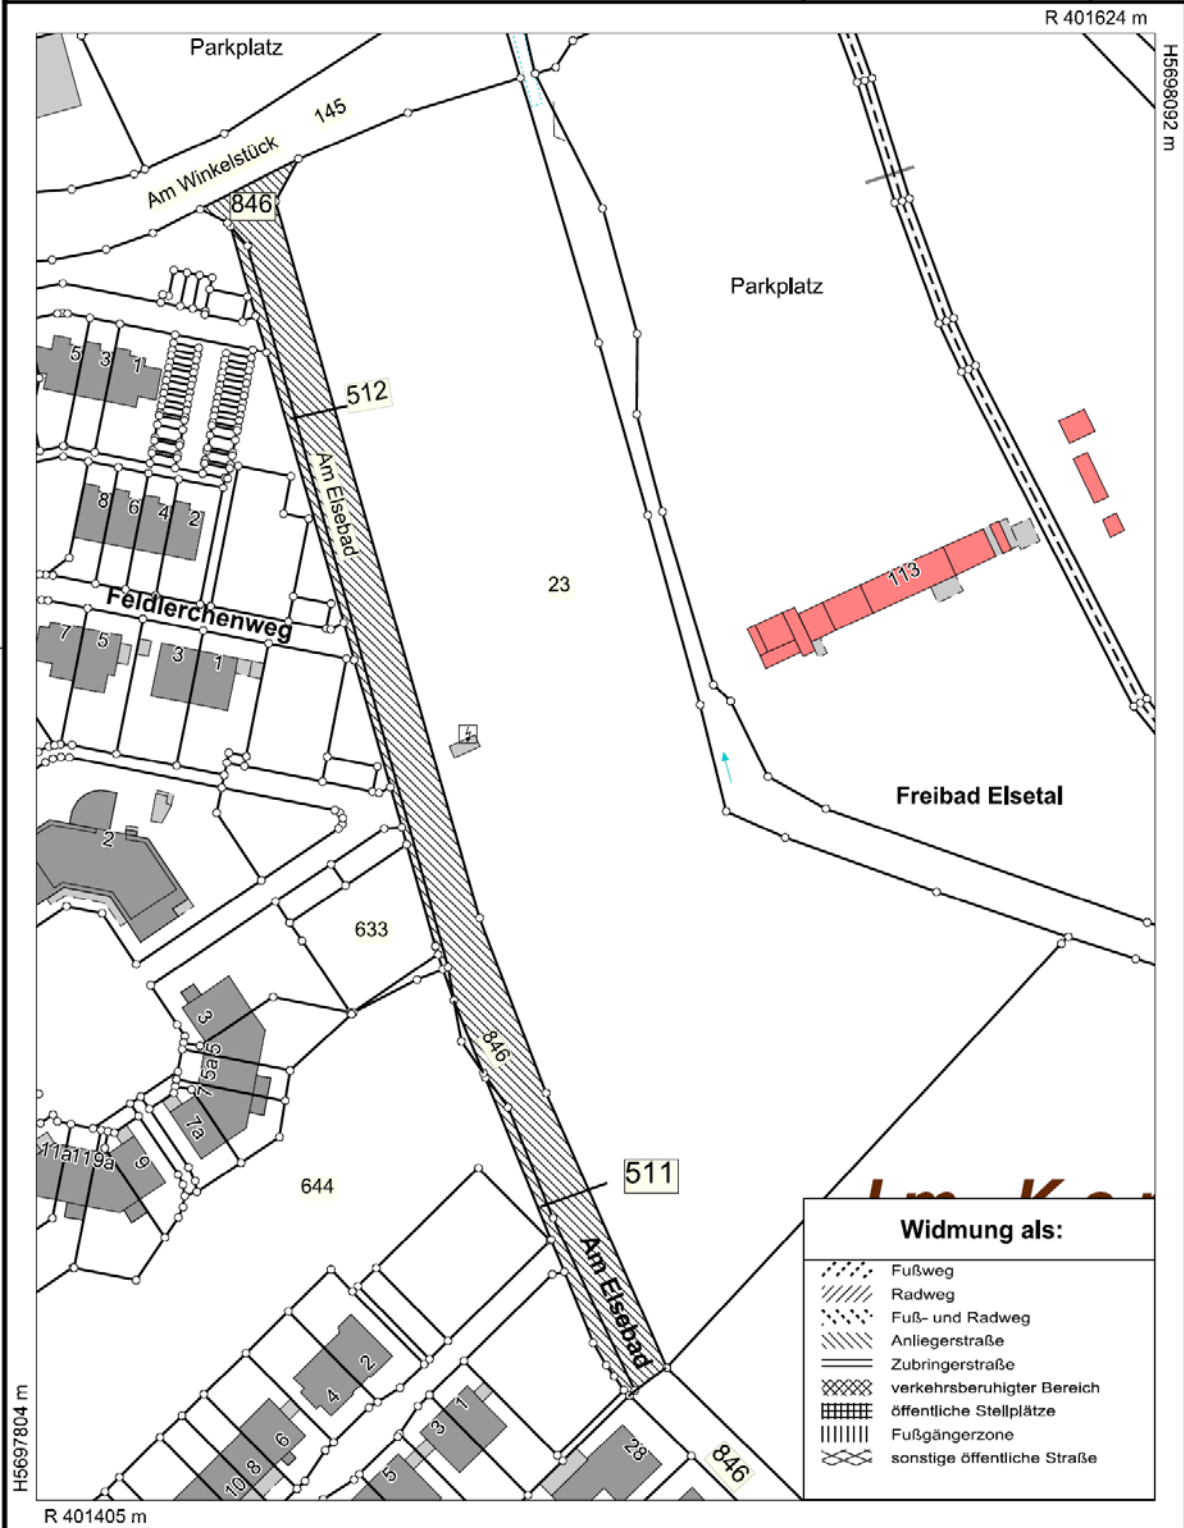 R 401624 m
H5698092 m
Parkplatz
145
Am Winkelstück
846
Parkplatz
5
3
1
512
Am Elsebad
8
6
4
2
23
113
Feldlerchenweg
7
5
3
1
Freibad Elsetal
2
633
3
846
5
5a
7
7a
11a
11
9a
9
644
511
Am Elsebad
2
4
1
3
6
8
10
5
28
846
Widmung als:
Fußweg
Radweg
Fuß- und Radweg
Anliegerstraße
Zubringerstraße
verkehrsberuhigter Bereich
öffentliche Stellplätze
Fußgängerzone
sonstige öffentliche Straße
H5697804 m
R 401405 m